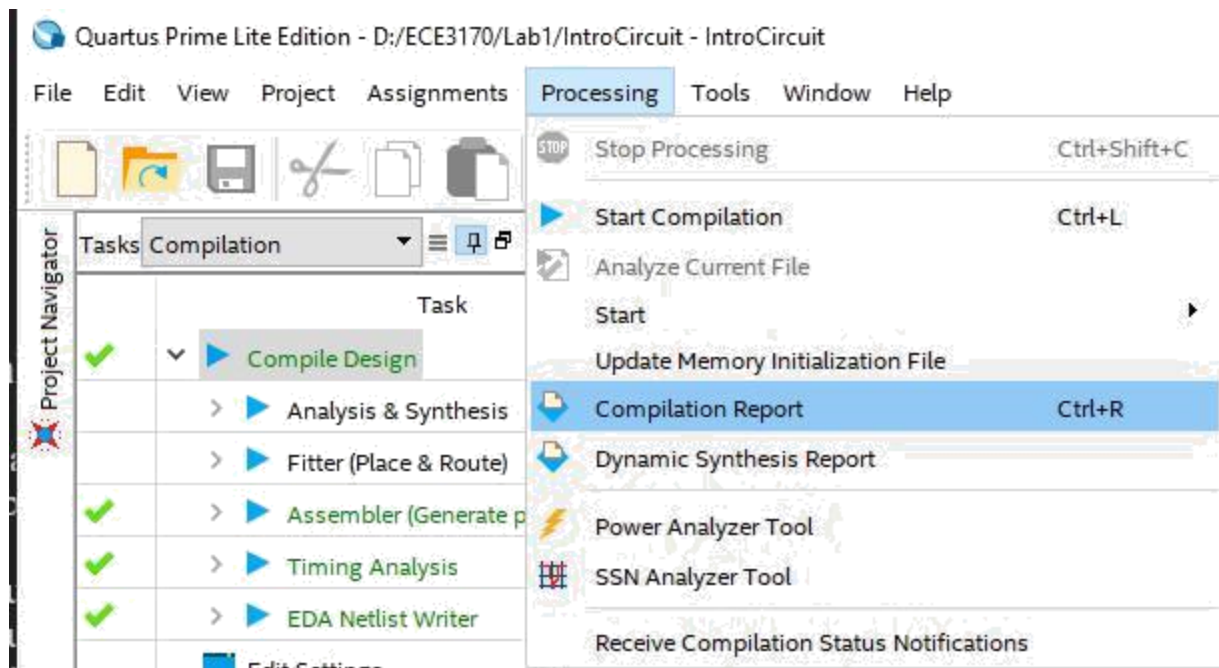 Quartus Prime Lite Edition - D:/ECE3170/Lab1/IntroCircuit - IntroCircuit
File Edit View Project Assignments Processing Tools Window Help
STOP Stop Processing Ctrl+Shift+C
Start Compilation Ctrl+L
Analyze Current File
Start
Update Memory Initialization File
Compilation Report Ctrl+R
Dynamic Synthesis Report
Power Analyzer Tool
SSN Analyzer Tool
Receive Compilation Status Notifications
Project Navigator
Tasks Compilation
Task
Compile Design
Analysis & Synthesis
Fitter (Place & Route)
Assembler (Generate p
Timing Analysis
EDA Netlist Writer
Edit Settings